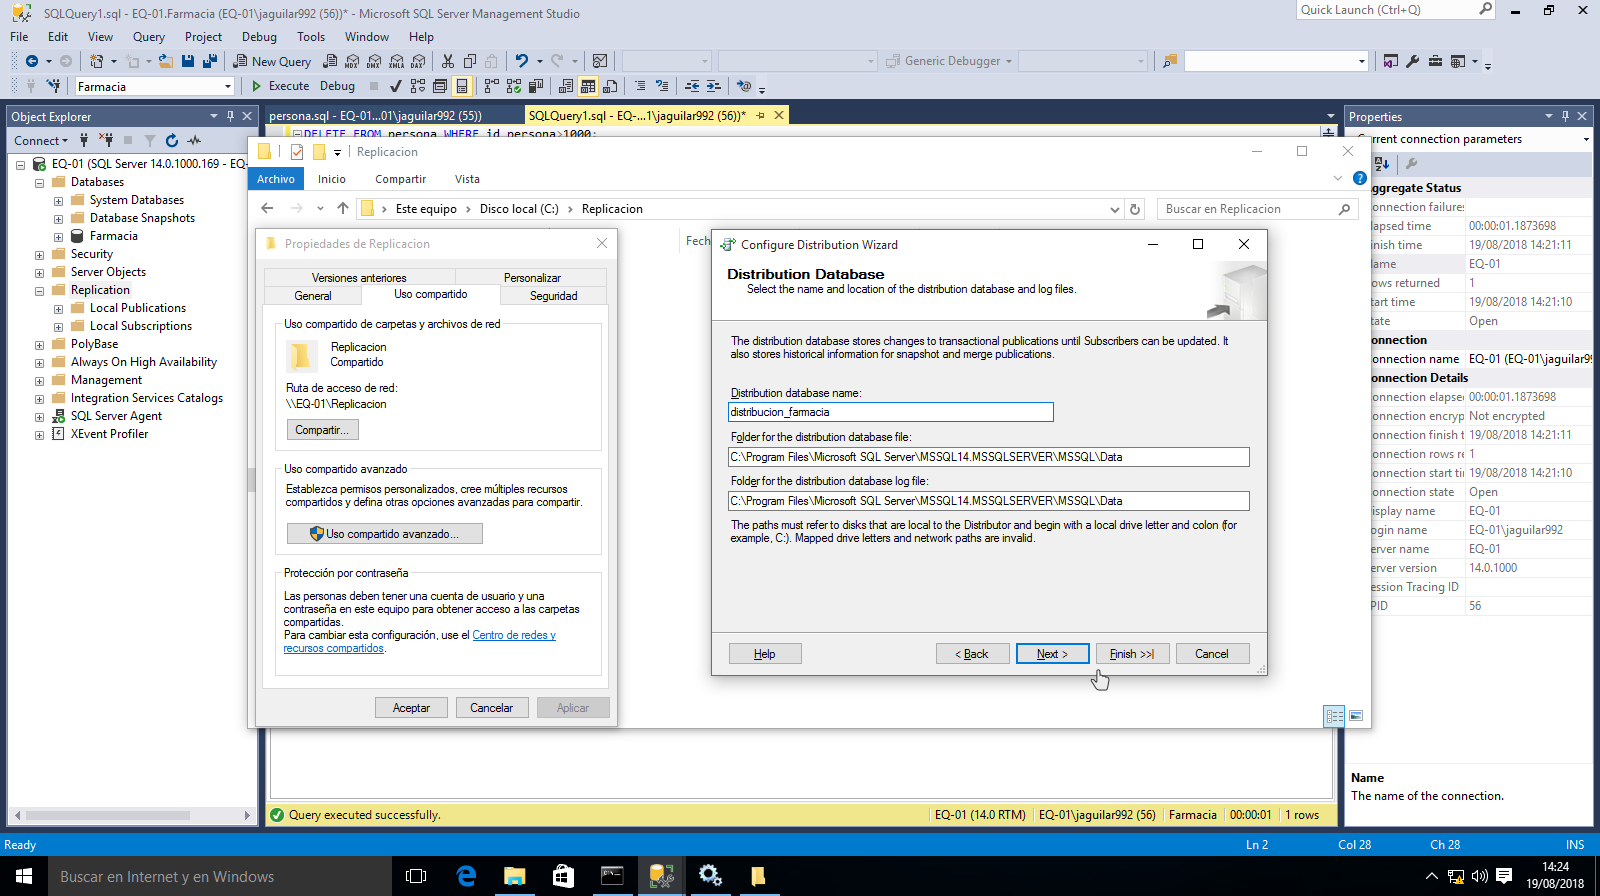 SQLQuery1.sql - EQ-01.Farmacia (EQ-01\jaguilar992 (56))* - Microsoft SQL Server Management Studio
Quick Launch (Ctrl+Q)
File Edit View Query Project Debug Tools Window Help
New Query
MDX DMX XMLA DAX
Generic Debugger
Farmacia
Execute Debug
Object Explorer
Connect
EQ-01 (SQL Server 14.0.1000.169 - EQ-
Databases
System Databases
Database Snapshots
Farmacia
Security
Server Objects
Replication
Local Publications
Local Subscriptions
PolyBase
Always On High Availability
Management
Integration Services Catalogs
SQL Server Agent
XEvent Profiler
persona.sql - EQ-01...01\jaguilar992 (55))
SQLQuery1.sql - EQ-...1\jaguilar992 (56))*
DELETE FROM persona WHERE id_persona>1000;
Replicacion
Archivo Inicio Compartir Vista
Este equipo Disco local (C:) Replicacion
Buscar en Replicacion
Fech
Propiedades de Replicacion
Versiones anteriores Personalizar
General Uso compartido Seguridad
Uso compartido de carpetas y archivos de red
Replicacion
Compartido
Ruta de acceso de red:
\\EQ-01\Replicacion
Compartir...
Uso compartido avanzado
Establezca permisos personalizados, cree múltiples recursos
compartidos y defina otras opciones avanzadas para compartir.
Uso compartido avanzado...
Protección por contraseña
Las personas deben tener una cuenta de usuario y una
contraseña en este equipo para obtener acceso a las carpetas
compartidas.
Para cambiar esta configuración, use el Centro de redes y
recursos compartidos.
Aceptar Cancelar Aplicar
Configure Distribution Wizard
Distribution Database
Select the name and location of the distribution database and log files.
The distribution database stores changes to transactional publications until Subscribers can be updated. It
also stores historical information for snapshot and merge publications.
Distribution database name:
distribucion_farmacia
Folder for the distribution database file:
C:\Program Files\Microsoft SQL Server\MSSQL14.MSSQLSERVER\MSSQL\Data
Folder for the distribution database log file:
C:\Program Files\Microsoft SQL Server\MSSQL14.MSSQLSERVER\MSSQL\Data
The paths must refer to disks that are local to the Distributor and begin with a local drive letter and colon (for
example, C:). Mapped drive letters and network paths are invalid.
Help < Back Next > Finish >>| Cancel
Properties
Current connection parameters
ggregate Status
onnection failures
lapsed time 00:00:01.1873698
inish time 19/08/2018 14:21:11
ame EQ-01
ows returned 1
tart time 19/08/2018 14:21:10
tate Open
onnection
onnection name EQ-01 (EQ-01\jaguilar99
onnection Details
onnection elapse 00:00:01.1873698
onnection encryp Not encrypted
onnection finish t 19/08/2018 14:21:11
onnection rows re 1
onnection start ti 19/08/2018 14:21:10
onnection state Open
isplay name EQ-01
ogin name EQ-01\jaguilar992
erver name EQ-01
erver version 14.0.1000
ession Tracing ID
PID 56
Name
The name of the connection.
Query executed successfully.
EQ-01 (14.0 RTM) EQ-01\jaguilar992 (56) Farmacia 00:00:01 1 rows
Ready Ln 2 Col 28 Ch 28 INS
Buscar en Internet y en Windows
14:24
19/08/2018